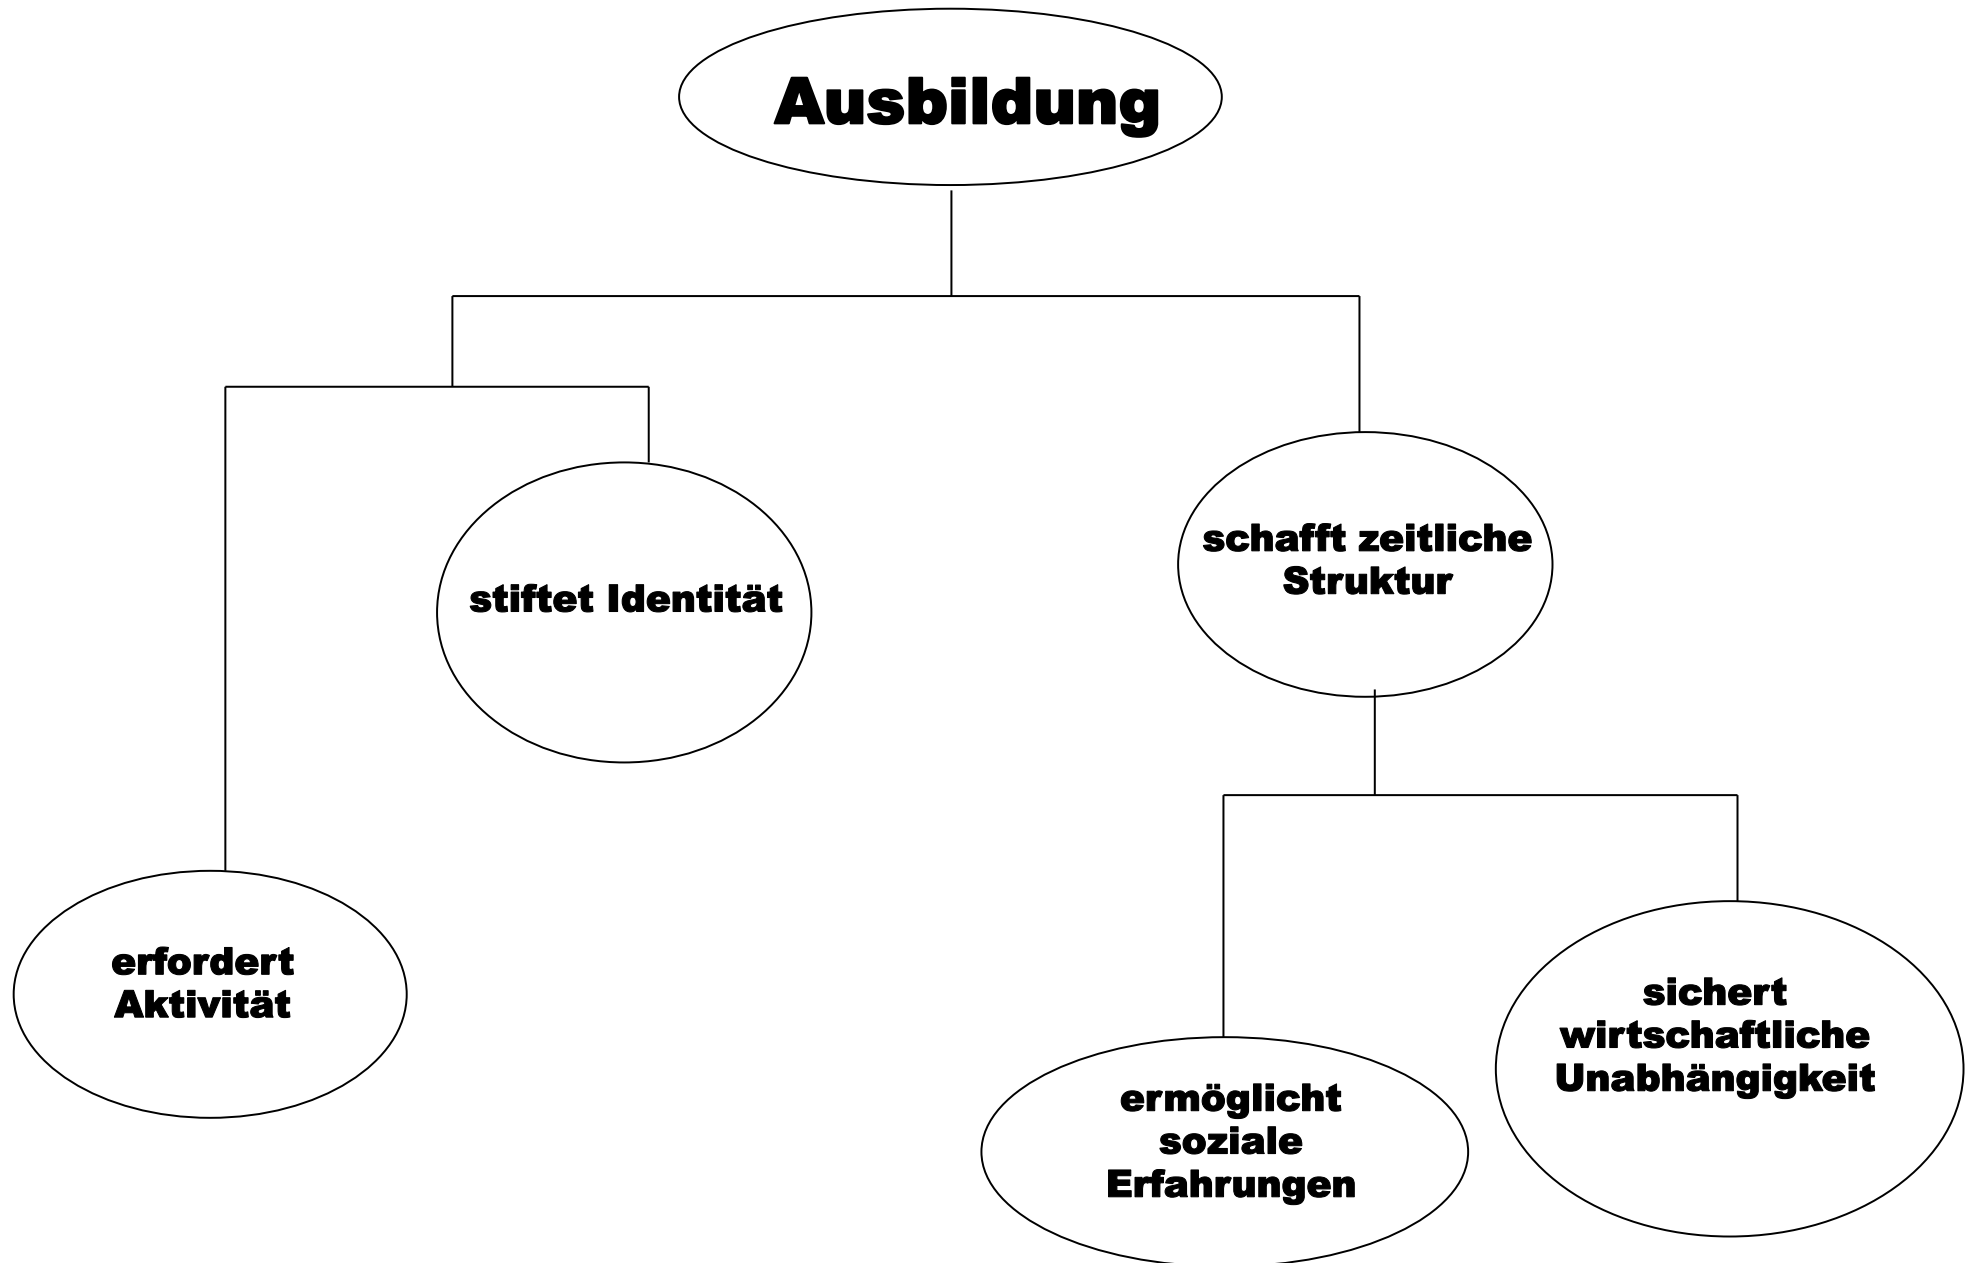 Ausbildung
stiftet Identität
schafft zeitliche
Struktur
erfordert
Aktivität
ermöglicht
soziale
Erfahrungen
sichert
wirtschaftliche
Unabhängigkeit